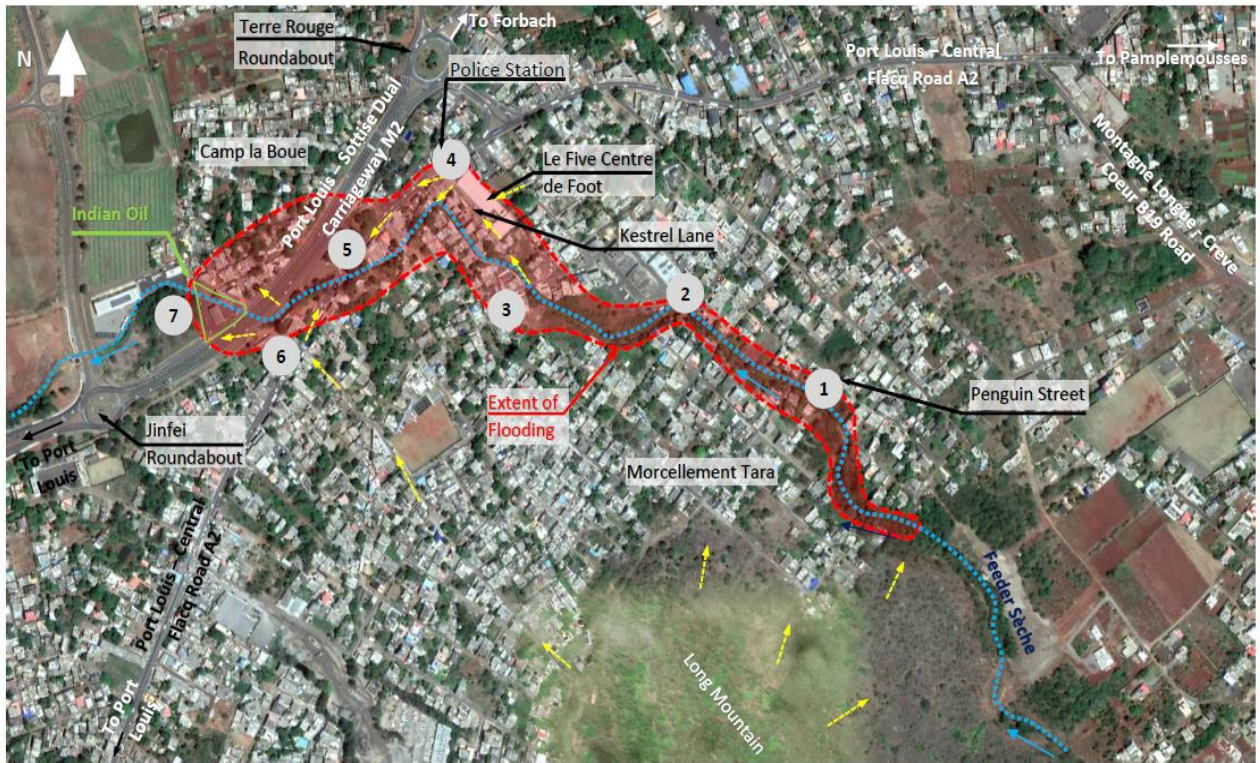 To Forbach
Terre Rouge
Roundabout
N
Port Louis – Central
Flacq Road A2
To Pamplemousses
Police Station
Camp la Boue
Port Louis Sottise Dual
Carriageway M2
4
Le Five Centre
de Foot
Montagne Longue - Creve
Coeur B29 Road
Indian Oil
5
Kestrel Lane
2
7
3
6
1
Penguin Street
Extent of
Flooding
Jinfei
Roundabout
To Port
Louis
Morcellement Tara
Port Louis – Central
Flacq Road A2
Feeder Sèche
Long Mountain
To Port
Louis